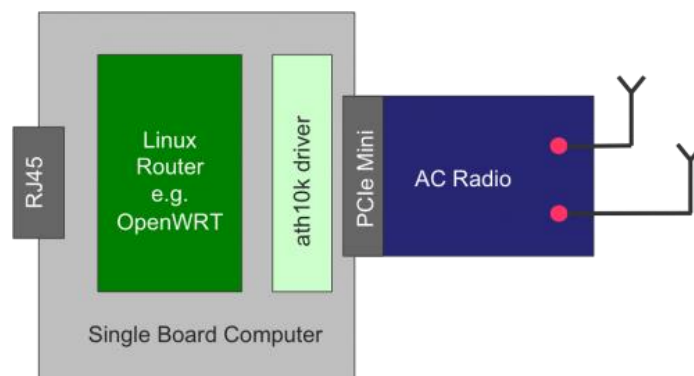 RJ45
Linux
Router
e.g.
OpenWRT
ath10k driver
PCIe Mini
AC Radio
Single Board Computer